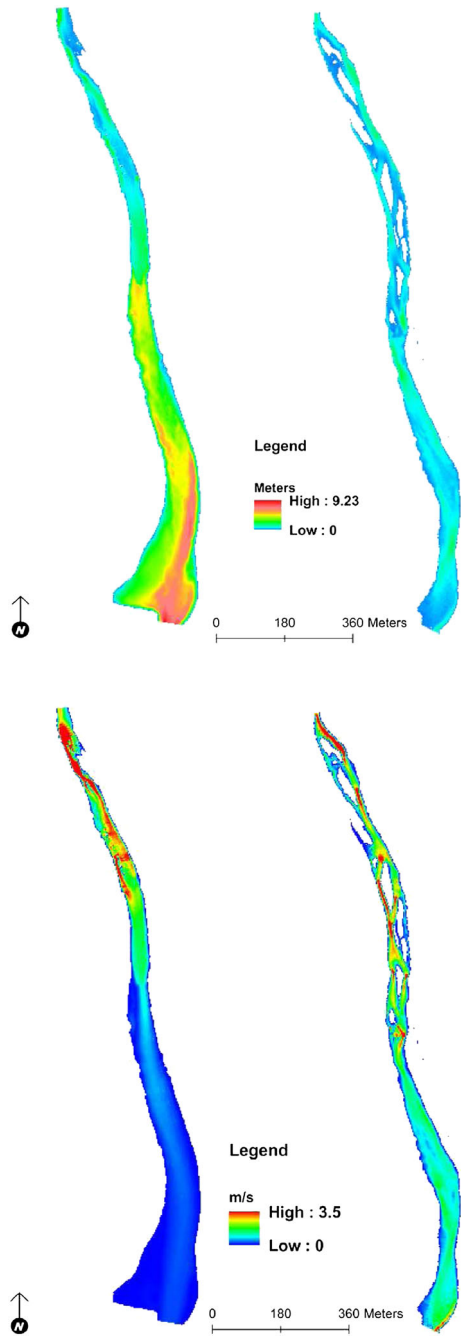 Legend
Meters
High : 9.23
Low : 0
N
0 180 360 Meters
Legend
m/s
High : 3.5
Low : 0
N
0 180 360 Meters